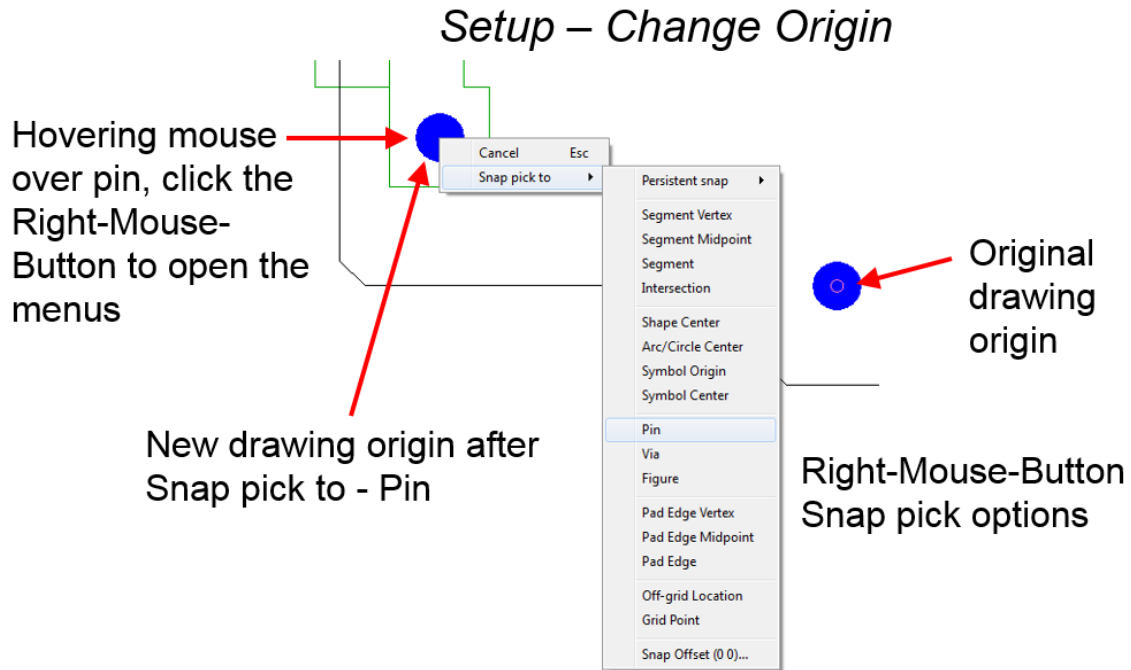 Setup – Change Origin
Hovering mouse
over pin, click the
Right-Mouse-
Button to open the
menus
Cancel Esc
Snap pick to
Persistent snap
Segment Vertex
Segment Midpoint
Segment
Intersection
Shape Center
Arc/Circle Center
Symbol Origin
Symbol Center
Pin
Via
Figure
Pad Edge Vertex
Pad Edge Midpoint
Pad Edge
Off-grid Location
Grid Point
Snap Offset (0 0)...
Original
drawing
origin
New drawing origin after
Snap pick to - Pin
Right-Mouse-Button
Snap pick options